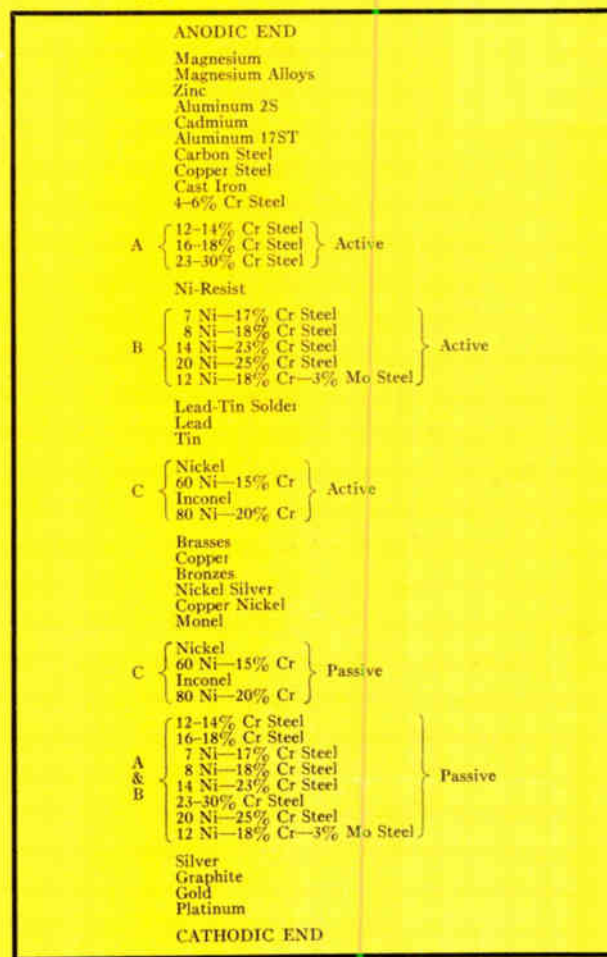 ANODIC END
Magnesium
Magnesium Alloys
Zinc
Aluminum 2S
Cadmium
Aluminum 17ST
Carbon Steel
Copper Steel
Cast Iron
4–6% Cr Steel
12–14% Cr Steel
A 16–18% Cr Steel Active
23–30% Cr Steel
Ni-Resist
7 Ni—17% Cr Steel
8 Ni—18% Cr Steel
B 14 Ni—23% Cr Steel Active
20 Ni—25% Cr Steel
12 Ni—18% Cr—3% Mo Steel
Lead-Tin Solder
Lead
Tin
Nickel
C 60 Ni—15% Cr Active
Inconel
80 Ni—20% Cr
Brasses
Copper
Bronzes
Nickel Silver
Copper Nickel
Monel
Nickel
C 60 Ni—15% Cr Passive
Inconel
80 Ni—20% Cr
12–14% Cr Steel
16–18% Cr Steel
7 Ni—17% Cr Steel
A 8 Ni—18% Cr Steel
& 14 Ni—23% Cr Steel Passive
B 23–30% Cr Steel
20 Ni—25% Cr Steel
12 Ni—18% Cr—3% Mo Steel
Silver
Graphite
Gold
Platinum
CATHODIC END